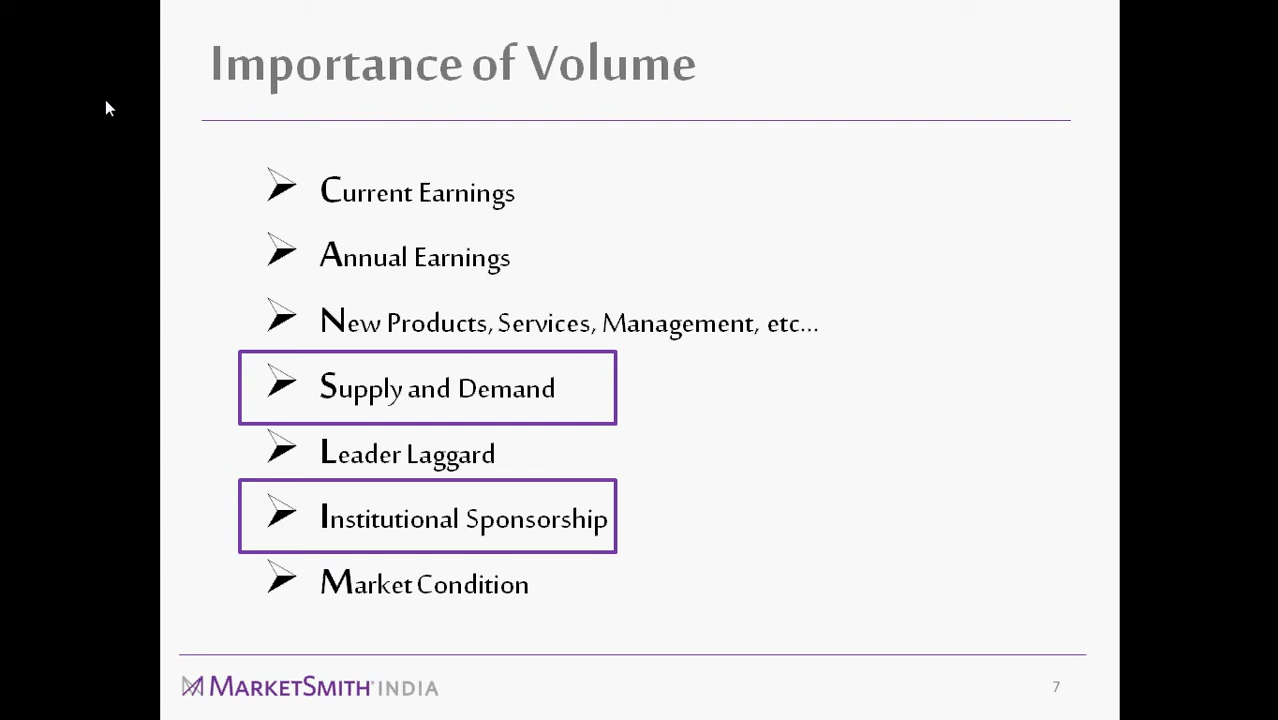 Importance of Volume
Current Earnings
Annual Earnings
New Products, Services, Management, etc...
Supply and Demand
Leader Laggard
Institutional Sponsorship
Market Condition
MARKETSMITH INDIA
7